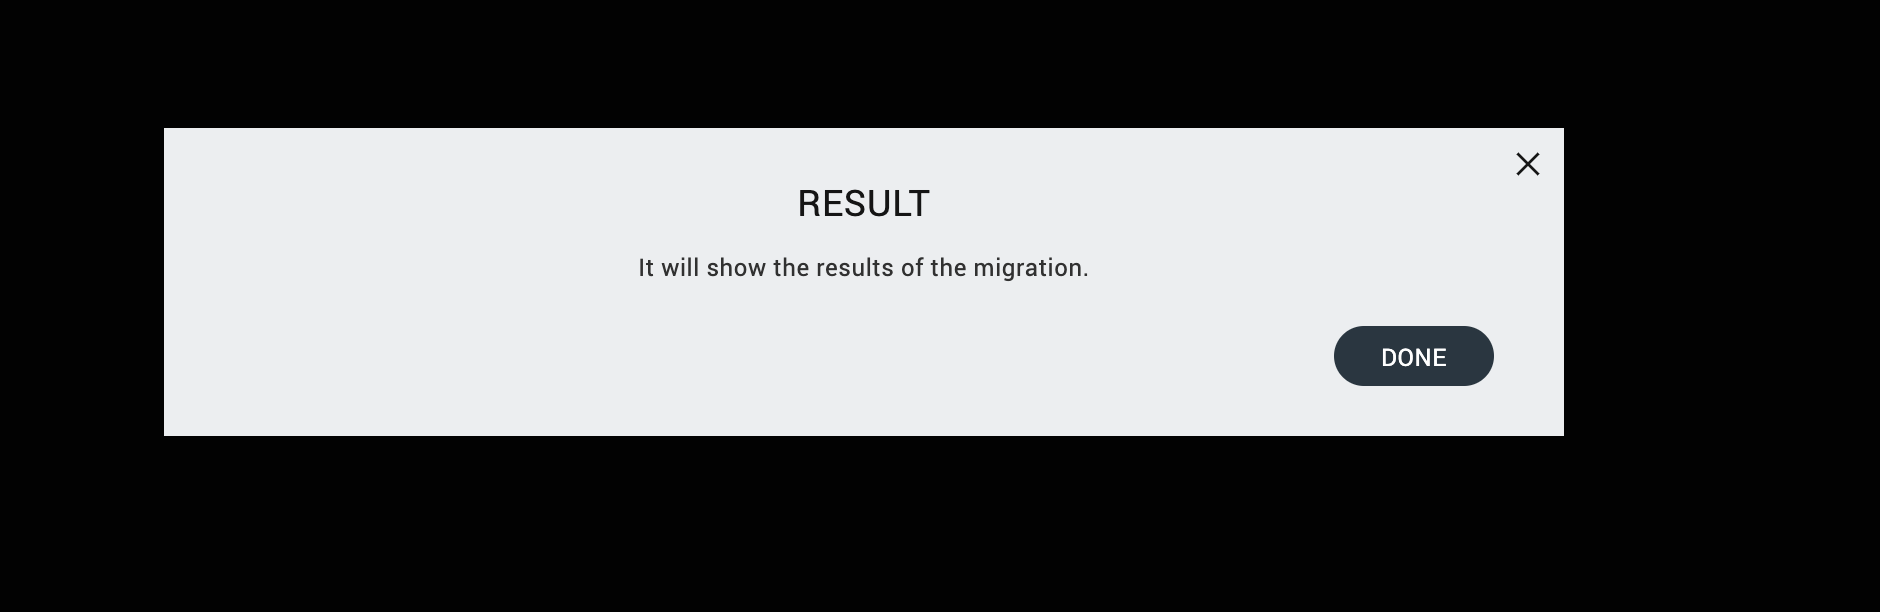 RESULT
It will show the results of the migration.
DONE